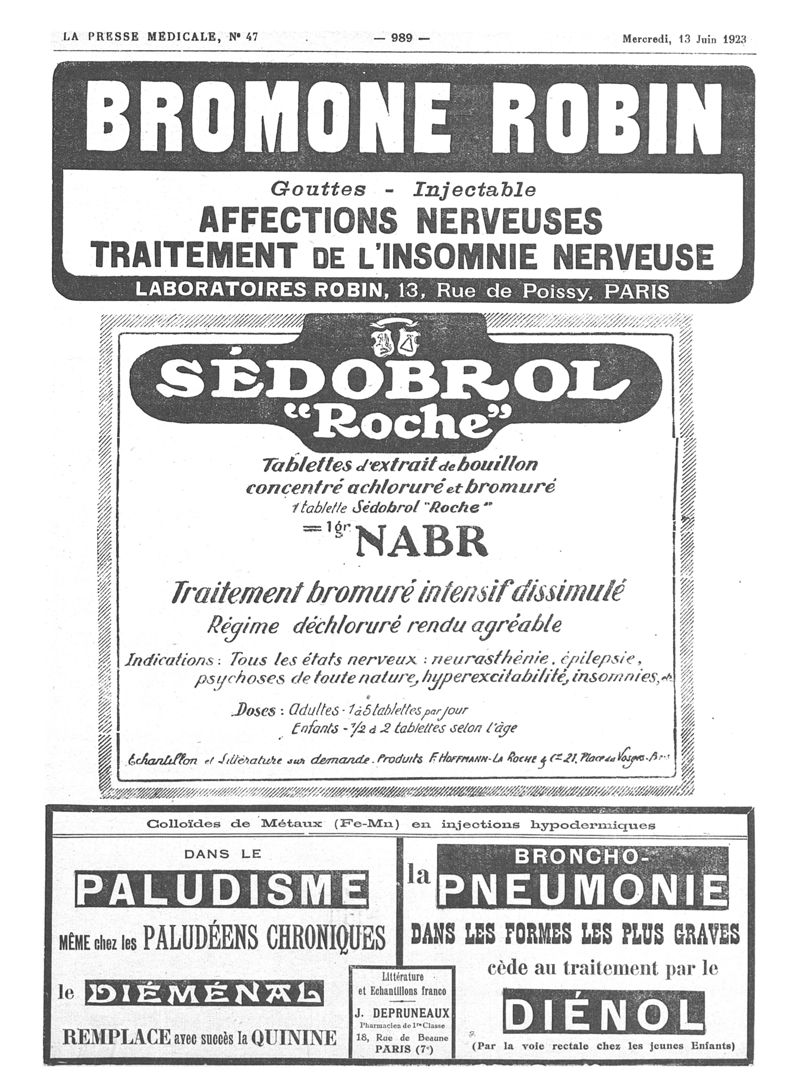 LA PRESSE MÉDICALE, N° 47 — 989 — Mercredi, 13 Juin 1923
BROMONE ROBIN
Gouttes - Injectable
AFFECTIONS NERVEUSES
TRAITEMENT DE L'INSOMNIE NERVEUSE
LABORATOIRES ROBIN, 13, Rue de Poissy, PARIS
SÉDOBROL
"Roche"
Tablettes d'extrait de bouillon
concentré achloruré et bromuré
1 tablette Sédobrol "Roche"
= 1gr. NABR
Traitement bromuré intensif dissimulé
Régime déchloruré rendu agréable
Indications : Tous les états nerveux : neurasthénie, épilepsie,
psychoses de toute nature, hyperexcitabilité, insomnies, etc
Doses : Adultes - 1 à 5 tablettes par jour
Enfants - 1/2 à 2 tablettes selon l'âge
Echantillon et Littérature sur demande. Produits F. HOFFMANN-LA ROCHE & Cie 21, Place des Vosges.
Colloïdes de Métaux (Fe-Mn) en injections hypodermiques
DANS LE
PALUDISME
MÊME chez les PALUDÉENS CHRONIQUES
le DIÉMÉNAL
REMPLACE avec succès la QUININE
Littérature
et Echantillons franco
J. DEPRUNEAUX
Pharmacien de 1re Classe
18, Rue de Beaune
PARIS (7e)
la BRONCHO-
PNEUMONIE
DANS LES FORMES LES PLUS GRAVES
cède au traitement par le
DIÉNOL
(Par la voie rectale chez les jeunes Enfants)